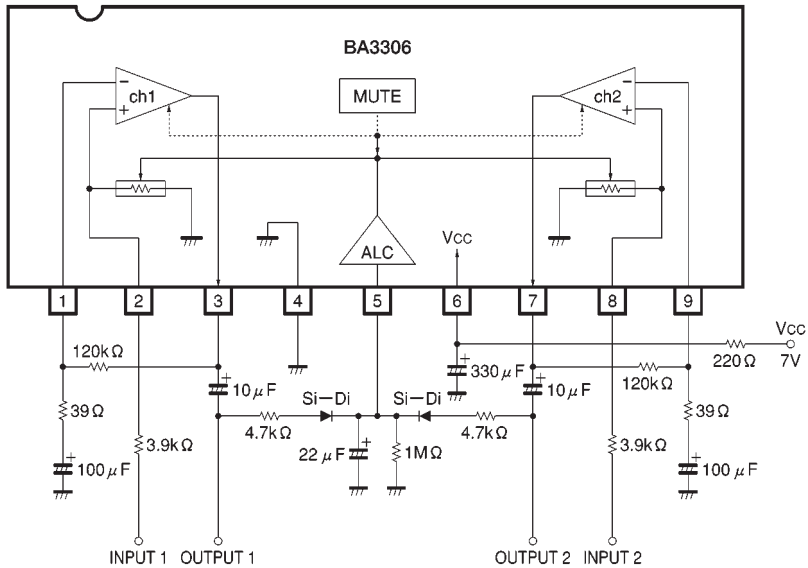 BA3306
ch1
−
+
MUTE
ch2
−
+
ALC
VCC
1
2
3
4
5
6
7
8
9
120kΩ
10μF
+
39Ω
100μF
+
3.9kΩ
4.7kΩ
Si−Di
22μF
+
1MΩ
330μF
+
Si−Di
4.7kΩ
10μF
+
120kΩ
220Ω
VCC
7V
39Ω
3.9kΩ
100μF
+
INPUT 1
OUTPUT 1
OUTPUT 2
INPUT 2